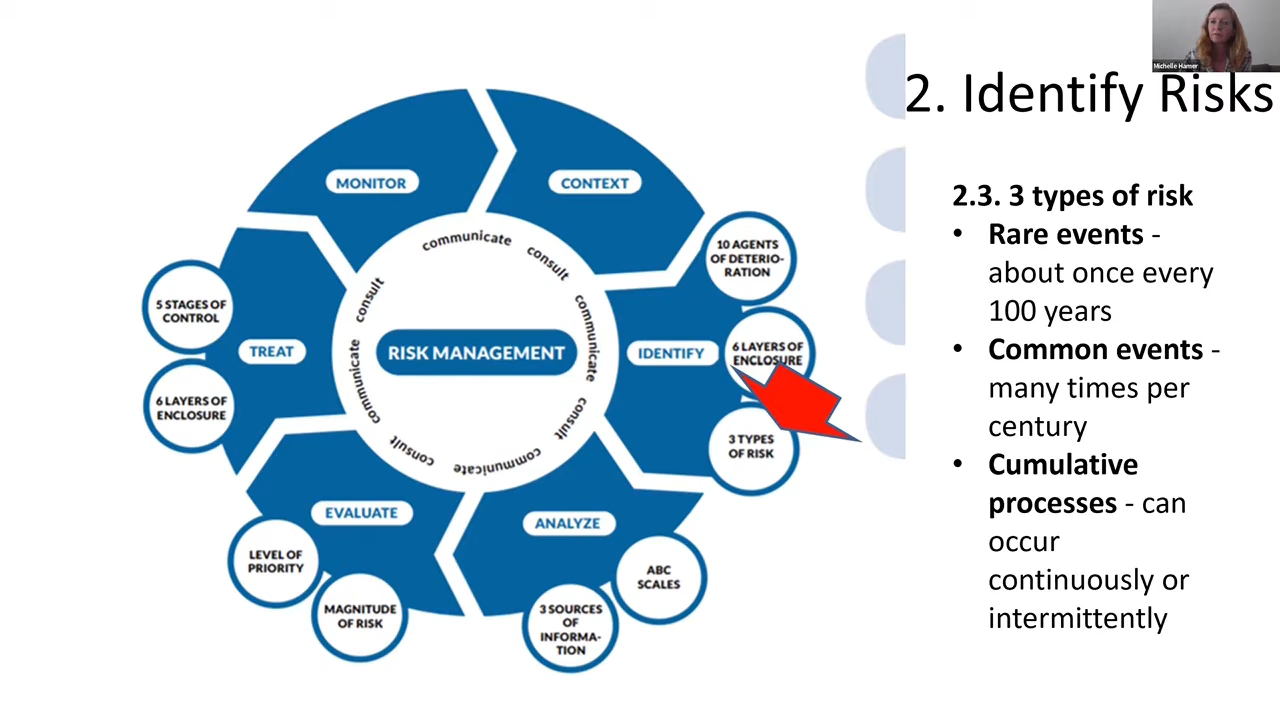 Michelle Hamer
2. Identify Risks
2.3. 3 types of risk
• Rare events -
about once every
100 years
• Common events -
many times per
century
• Cumulative
processes - can
occur
continuously or
intermittently
MONITOR
CONTEXT
10 AGENTS
OF DETERIO-
RATION
IDENTIFY
6 LAYERS OF
ENCLOSURE
3 TYPES
OF RISK
ANALYZE
ABC
SCALES
3 SOURCES
OF
INFORMA-
TION
EVALUATE
MAGNITUDE
OF RISK
LEVEL OF
PRIORITY
TREAT
6 LAYERS OF
ENCLOSURE
5 STAGES OF
CONTROL
RISK MANAGEMENT
communicate
consult
communicate
consult
communicate
consult
communicate
consult